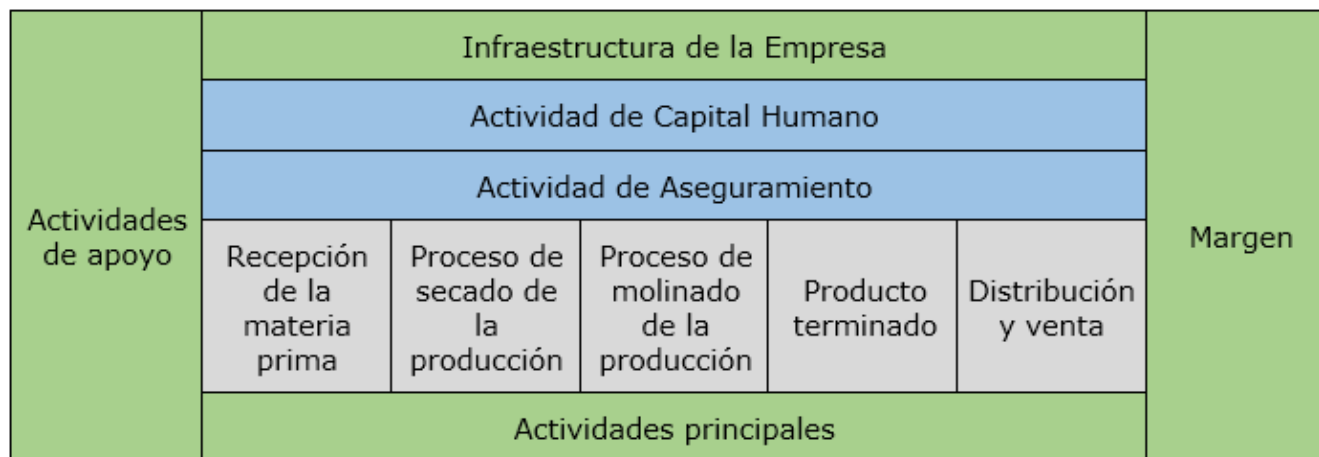 Infraestructura de la Empresa
Actividad de Capital Humano
Actividad de Aseguramiento
Actividades
de apoyo
Recepción
de la
materia
prima
Proceso de
secado de
la
producción
Proceso de
molinado
de la
producción
Producto
terminado
Distribución
y venta
Margen
Actividades principales